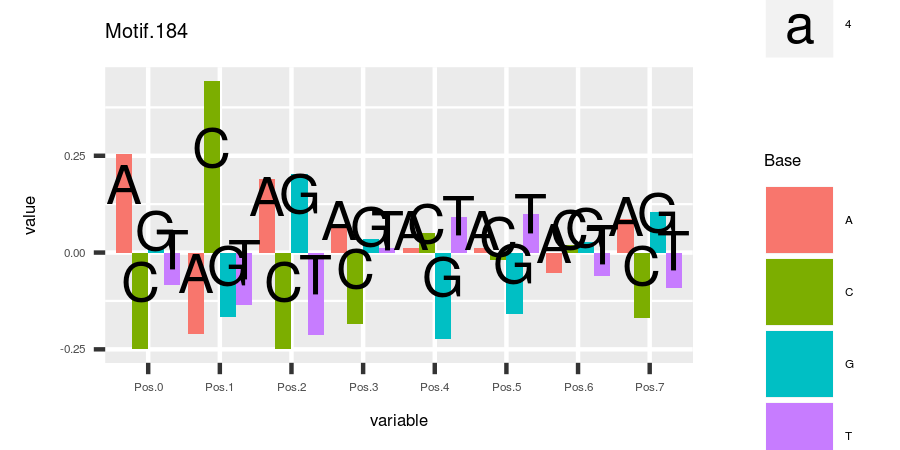 Motif.184
a 4
Base
A
C
G
T
value
0.25
0.00
-0.25
A C G T A C G T A C G T A C G T A C G T A C G T A C G T A C G T
Pos.0 Pos.1 Pos.2 Pos.3 Pos.4 Pos.5 Pos.6 Pos.7
variable